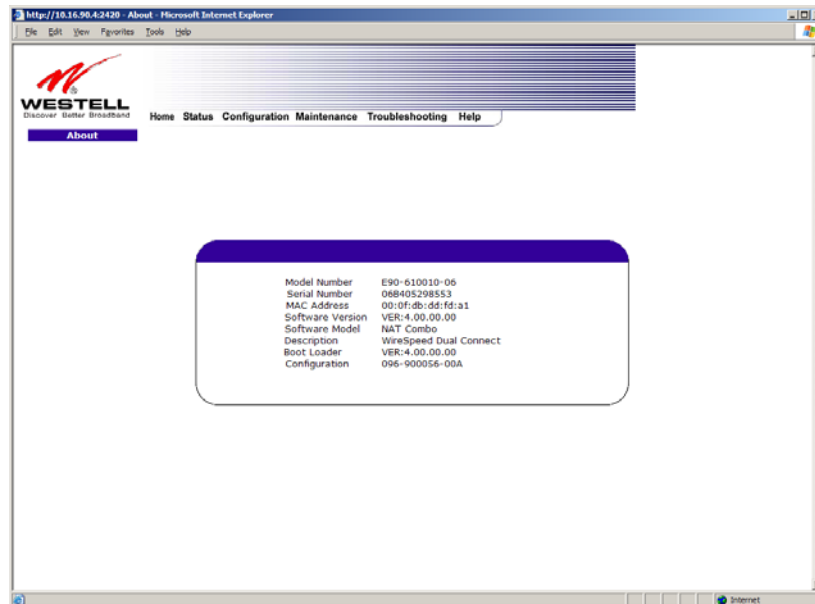 http://10.16.90.4:2420 - About - Microsoft Internet Explorer
File Edit View Favorites Tools Help
WESTELL
Discover Better Broadband
Home Status Configuration Maintenance Troubleshooting Help
About
Model Number E90-610010-06
Serial Number 06B405298553
MAC Address 00:0f:db:dd:fd:a1
Software Version VER:4.00.00.00
Software Model NAT Combo
Description WireSpeed Dual Connect
Boot Loader VER:4.00.00.00
Configuration 096-900056-00A
Internet